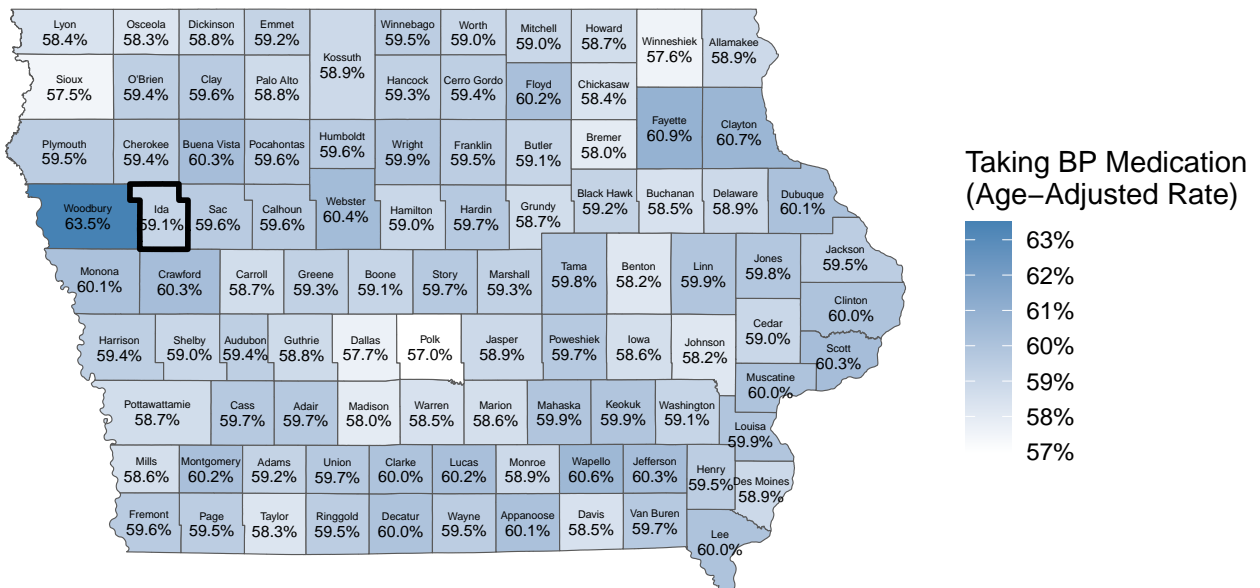 Lyon
58.4%
Osceola
58.3%
Dickinson
58.8%
Emmet
59.2%
Kossuth
58.9%
Winnebago
59.5%
Worth
59.0%
Mitchell
59.0%
Howard
58.7%
Winneshiek
57.6%
Allamakee
58.9%
Sioux
57.5%
O'Brien
59.4%
Clay
59.6%
Palo Alto
58.8%
Hancock
59.3%
Cerro Gordo
59.4%
Floyd
60.2%
Chickasaw
58.4%
Fayette
60.9%
Clayton
60.7%
Plymouth
59.5%
Cherokee
59.4%
Buena Vista
60.3%
Pocahontas
59.6%
Humboldt
59.6%
Wright
59.9%
Franklin
59.5%
Butler
59.1%
Bremer
58.0%
Woodbury
63.5%
Ida
59.1%
Sac
59.6%
Calhoun
59.6%
Webster
60.4%
Hamilton
59.0%
Hardin
59.7%
Grundy
58.7%
Black Hawk
59.2%
Buchanan
58.5%
Delaware
58.9%
Dubuque
60.1%
Monona
60.1%
Crawford
60.3%
Carroll
58.7%
Greene
59.3%
Boone
59.1%
Story
59.7%
Marshall
59.3%
Tama
59.8%
Benton
58.2%
Linn
59.9%
Jones
59.8%
Jackson
59.5%
Clinton
60.0%
Harrison
59.4%
Shelby
59.0%
Audubon
59.4%
Guthrie
58.8%
Dallas
57.7%
Polk
57.0%
Jasper
58.9%
Poweshiek
59.7%
Iowa
58.6%
Johnson
58.2%
Cedar
59.0%
Scott
60.3%
Muscatine
60.0%
Pottawattamie
58.7%
Cass
59.7%
Adair
59.7%
Madison
58.0%
Warren
58.5%
Marion
58.6%
Mahaska
59.9%
Keokuk
59.9%
Washington
59.1%
Louisa
59.9%
Mills
58.6%
Montgomery
60.2%
Adams
59.2%
Union
59.7%
Clarke
60.0%
Lucas
60.2%
Monroe
58.9%
Wapello
60.6%
Jefferson
60.3%
Henry
59.5%
Des Moines
58.9%
Fremont
59.6%
Page
59.5%
Taylor
58.3%
Ringgold
59.5%
Decatur
60.0%
Wayne
59.5%
Appanoose
60.1%
Davis
58.5%
Van Buren
59.7%
Lee
60.0%
Taking BP Medication
(Age−Adjusted Rate)
63%
62%
61%
60%
59%
58%
57%